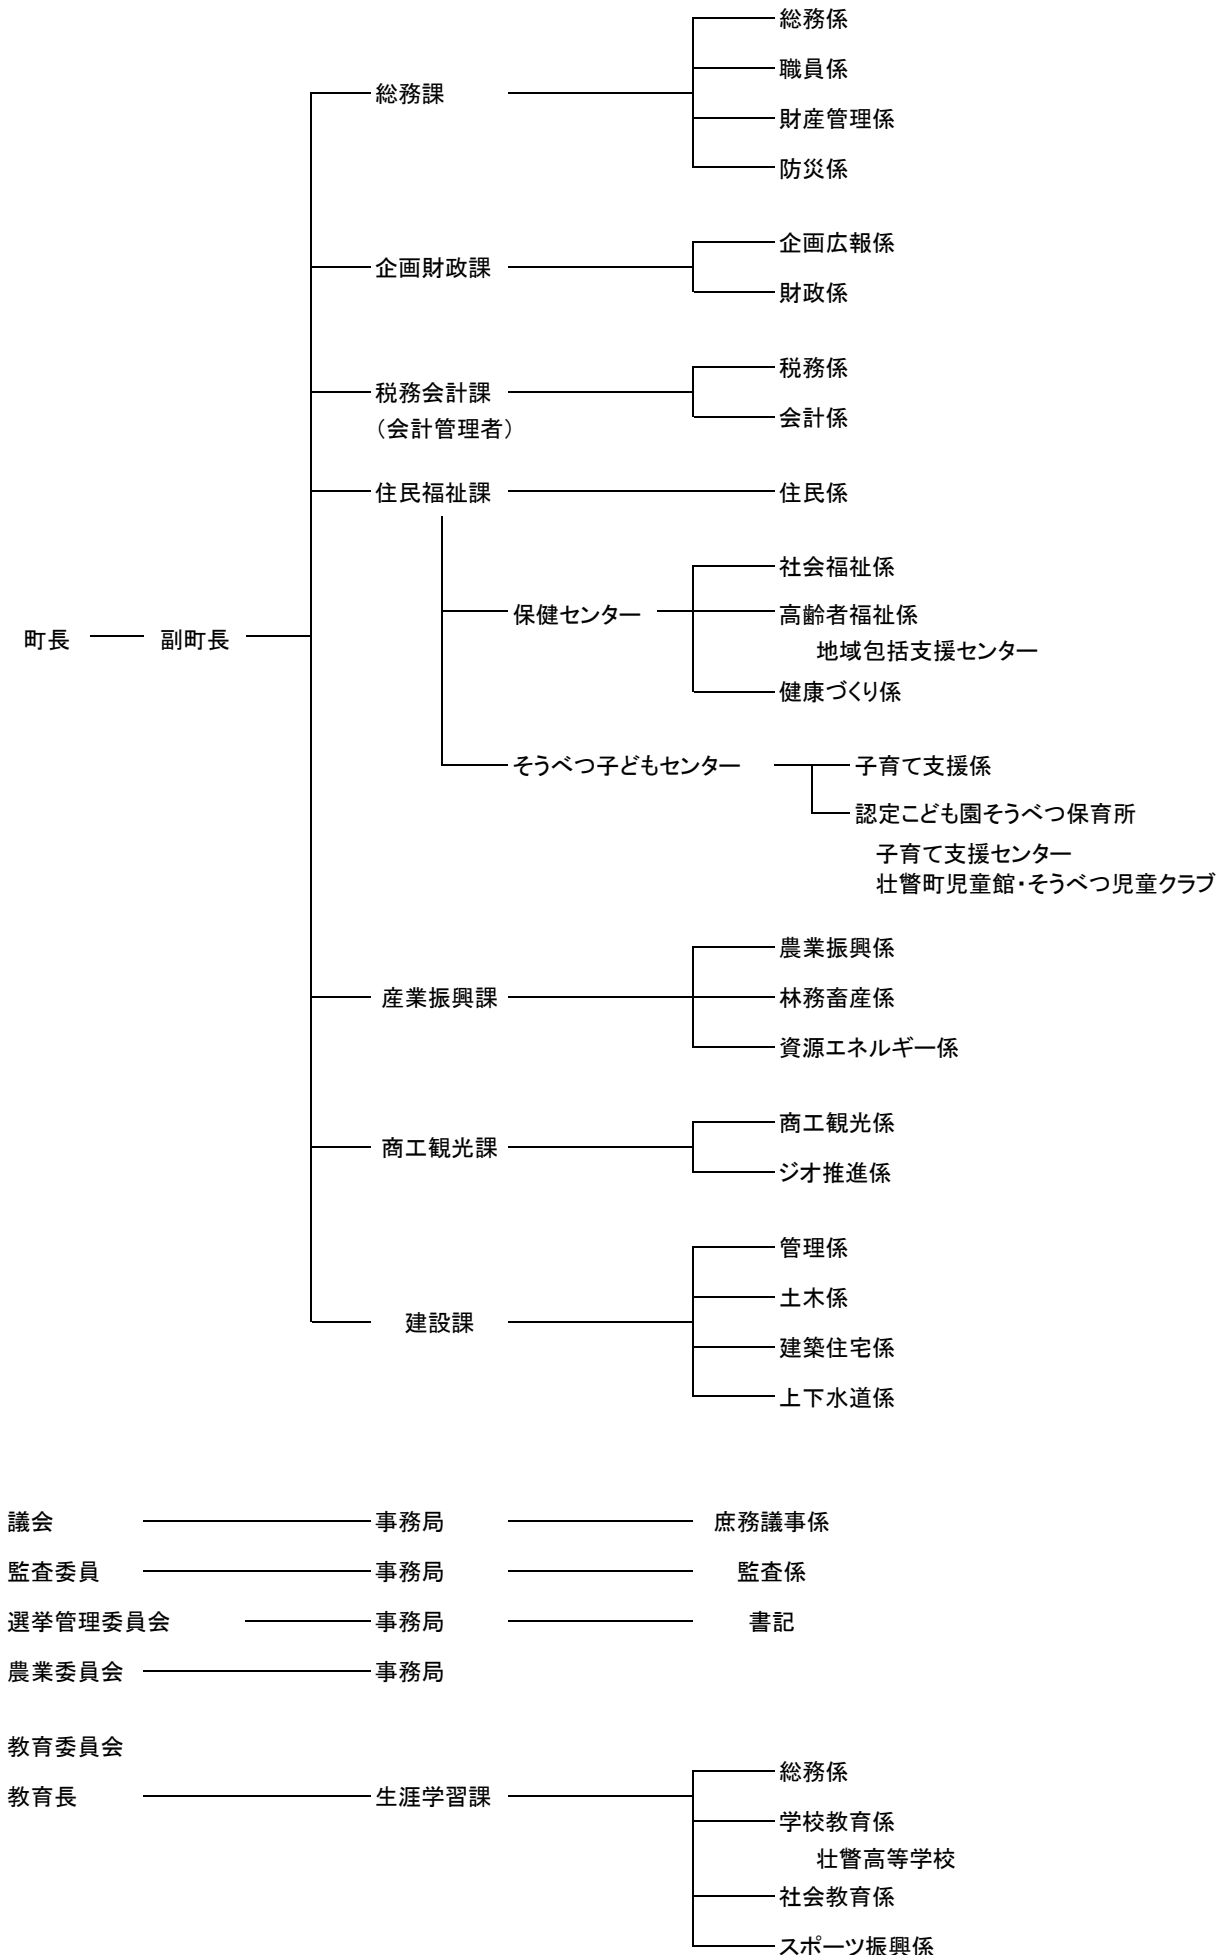 総務係
職員係
総務課
財産管理係
防災係
企画広報係
企画財政課
財政係
税務係
税務会計課
（会計管理者）
会計係
住民福祉課
住民係
社会福祉係
保健センター
高齢者福祉係
町長
副町長
地域包括支援センター
健康づくり係
そうべつ子どもセンター
子育て支援係
認定こども園そうべつ保育所
子育て支援センター
壮瞥町児童館・そうべつ児童クラブ
農業振興係
産業振興課
林務畜産係
資源エネルギー係
商工観光係
商工観光課
ジオ推進係
管理係
土木係
建設課
建築住宅係
上下水道係
議会 事務局 庶務議事係
監査委員 事務局 監査係
選挙管理委員会 事務局 書記
農業委員会 事務局
教育委員会
総務係
教育長 生涯学習課
学校教育係
壮瞥高等学校
社会教育係
スポーツ振興係